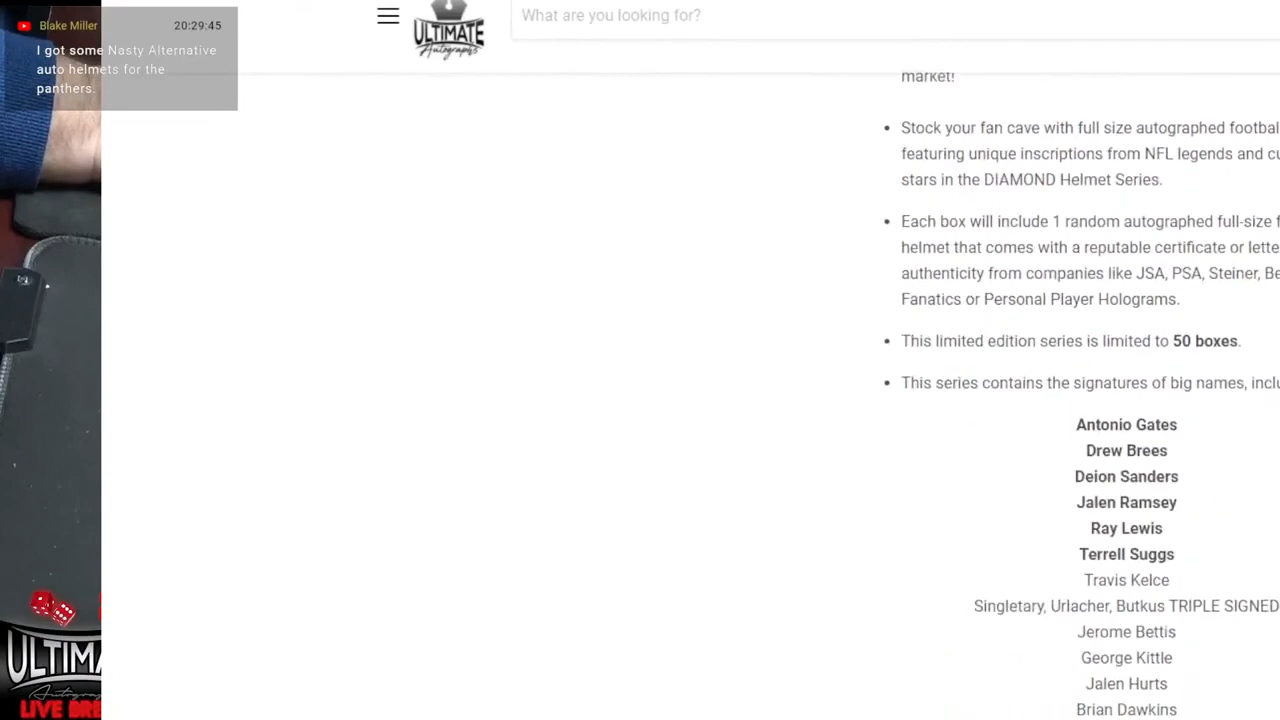 Blake Miller 20:29:45
I got some Nasty Alternative
auto helmets for the
panthers.
ULTIMATE
Autographs
What are you looking for?
market!
• Stock your fan cave with full size autographed footbal
featuring unique inscriptions from NFL legends and cu
stars in the DIAMOND Helmet Series.
• Each box will include 1 random autographed full-size f
helmet that comes with a reputable certificate or lette
authenticity from companies like JSA, PSA, Steiner, Be
Fanatics or Personal Player Holograms.
• This limited edition series is limited to 50 boxes.
• This series contains the signatures of big names, inclu
Antonio Gates
Drew Brees
Deion Sanders
Jalen Ramsey
Ray Lewis
Terrell Suggs
Travis Kelce
Singletary, Urlacher, Butkus TRIPLE SIGNED
Jerome Bettis
George Kittle
Jalen Hurts
Brian Dawkins
ULTIMA
Autogra
LIVE BRE